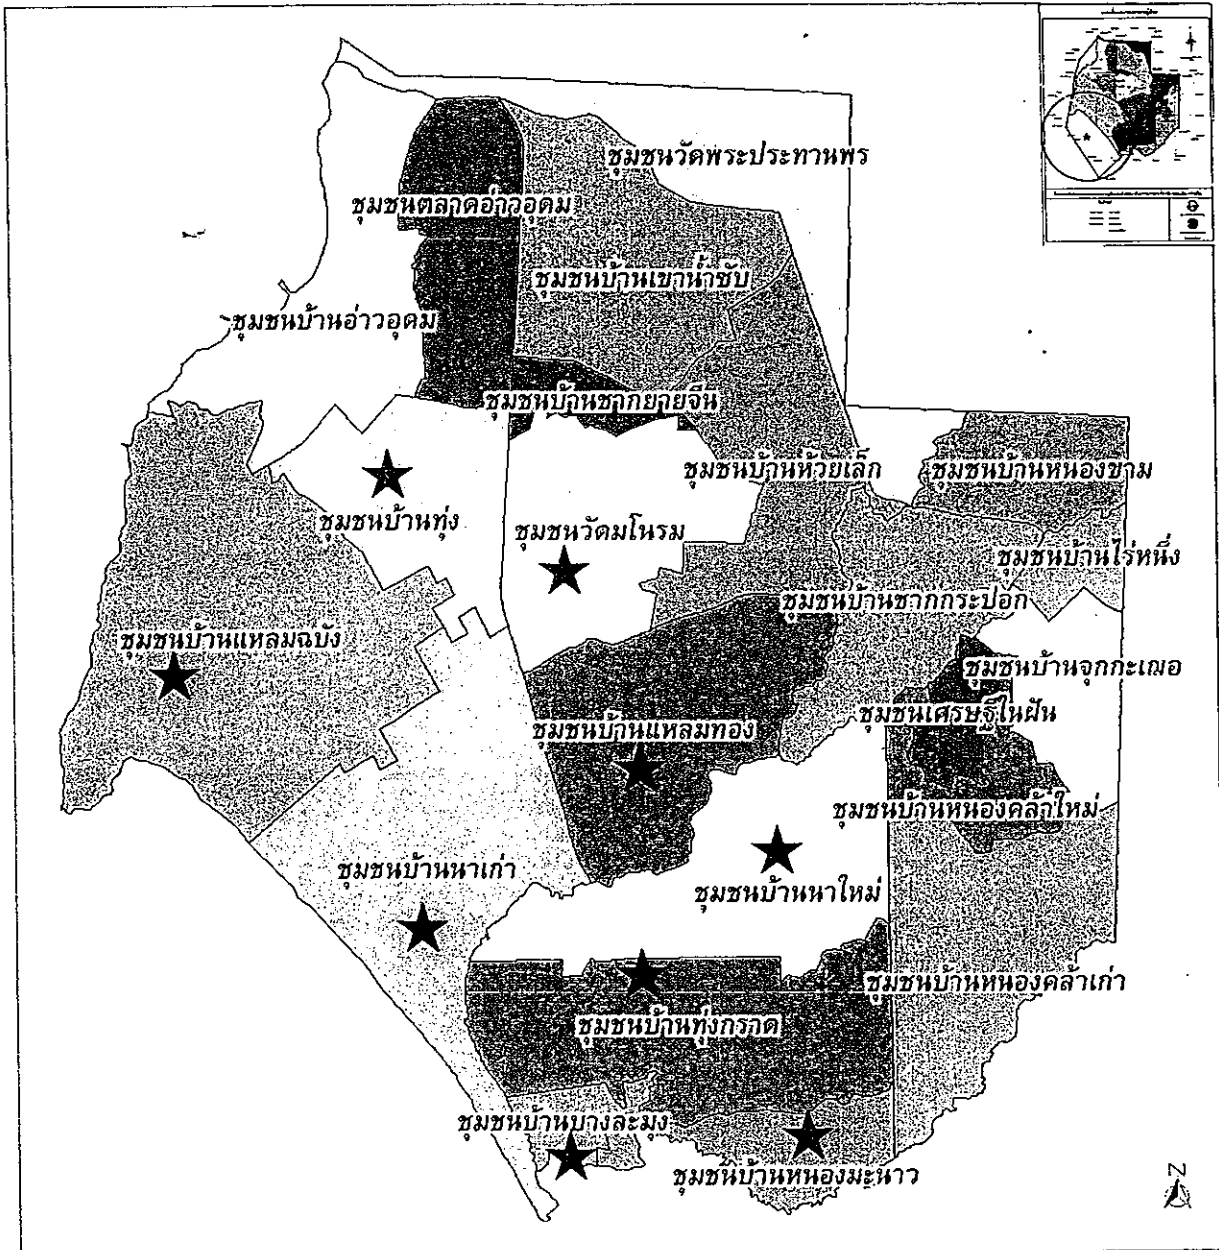 ชุมชนวัดพระประทานพร
ชุมชนตลาดอ่าวอุดม
ชุมชนบ้านเขาน้ำซับ
ชุมชนบ้านอ่าวอุดม
ชุมชนบ้านชากยายจีน
ชุมชนบ้านห้วยเล็ก
ชุมชนบ้านหนองขาม
ชุมชนบ้านทุ่ง
ชุมชนวัดมโนรม
ชุมชนบ้านไร่หนึ่ง
ชุมชนบ้านชากกระปอก
ชุมชนบ้านแหลมฉบัง
ชุมชนบ้านจุกกะเฌอ
ชุมชนเศรษฐีในฝัน
ชุมชนบ้านแหลมทอง
ชุมชนบ้านหนองคล้าใหม่
ชุมชนบ้านนาเก่า
ชุมชนบ้านนาใหม่
ชุมชนบ้านหนองคล้าเก่า
ชุมชนบ้านทุ่งกราด
ชุมชนบ้านบางละมุง
ชุมชนบ้านหนองมะนาว
N